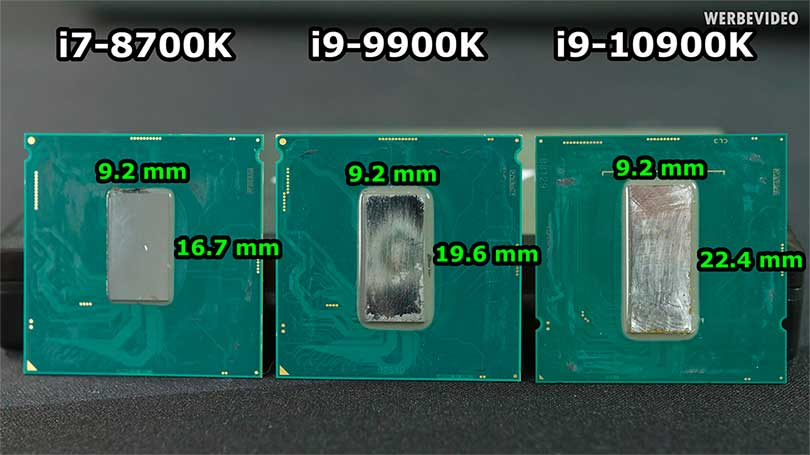 WERBEVIDEO
i7-8700K i9-9900K i9-10900K
9.2 mm 9.2 mm 9.2 mm
16.7 mm 19.6 mm 22.4 mm